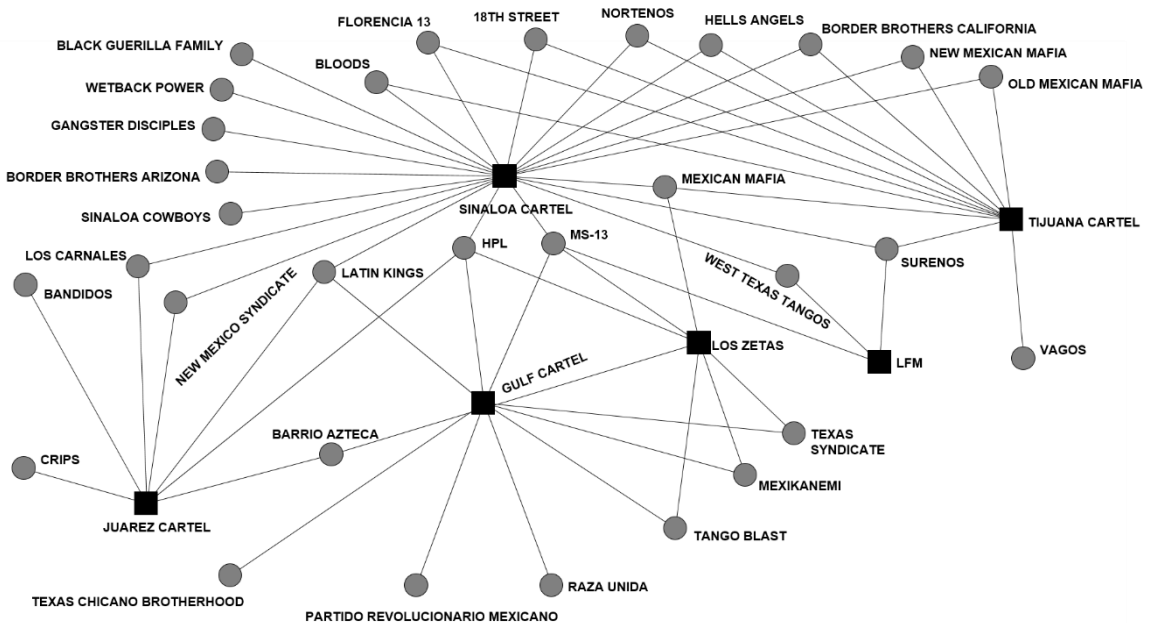 FLORENCIA 13
18TH STREET
NORTENOS
HELLS ANGELS
BORDER BROTHERS CALIFORNIA
BLACK GUERILLA FAMILY
NEW MEXICAN MAFIA
BLOODS
OLD MEXICAN MAFIA
WETBACK POWER
GANGSTER DISCIPLES
BORDER BROTHERS ARIZONA
MEXICAN MAFIA
SINALOA COWBOYS
SINALOA CARTEL
TIJUANA CARTEL
LOS CARNALES
HPL
MS-13
BANDIDOS
LATIN KINGS
SURENOS
NEW MEXICO SYNDICATE
WEST TEXAS TANGOS
LOS ZETAS
VAGOS
LFM
GULF CARTEL
BARRIO AZTECA
TEXAS
SYNDICATE
CRIPS
MEXIKANEMI
JUAREZ CARTEL
TANGO BLAST
TEXAS CHICANO BROTHERHOOD
RAZA UNIDA
PARTIDO REVOLUCIONARIO MEXICANO